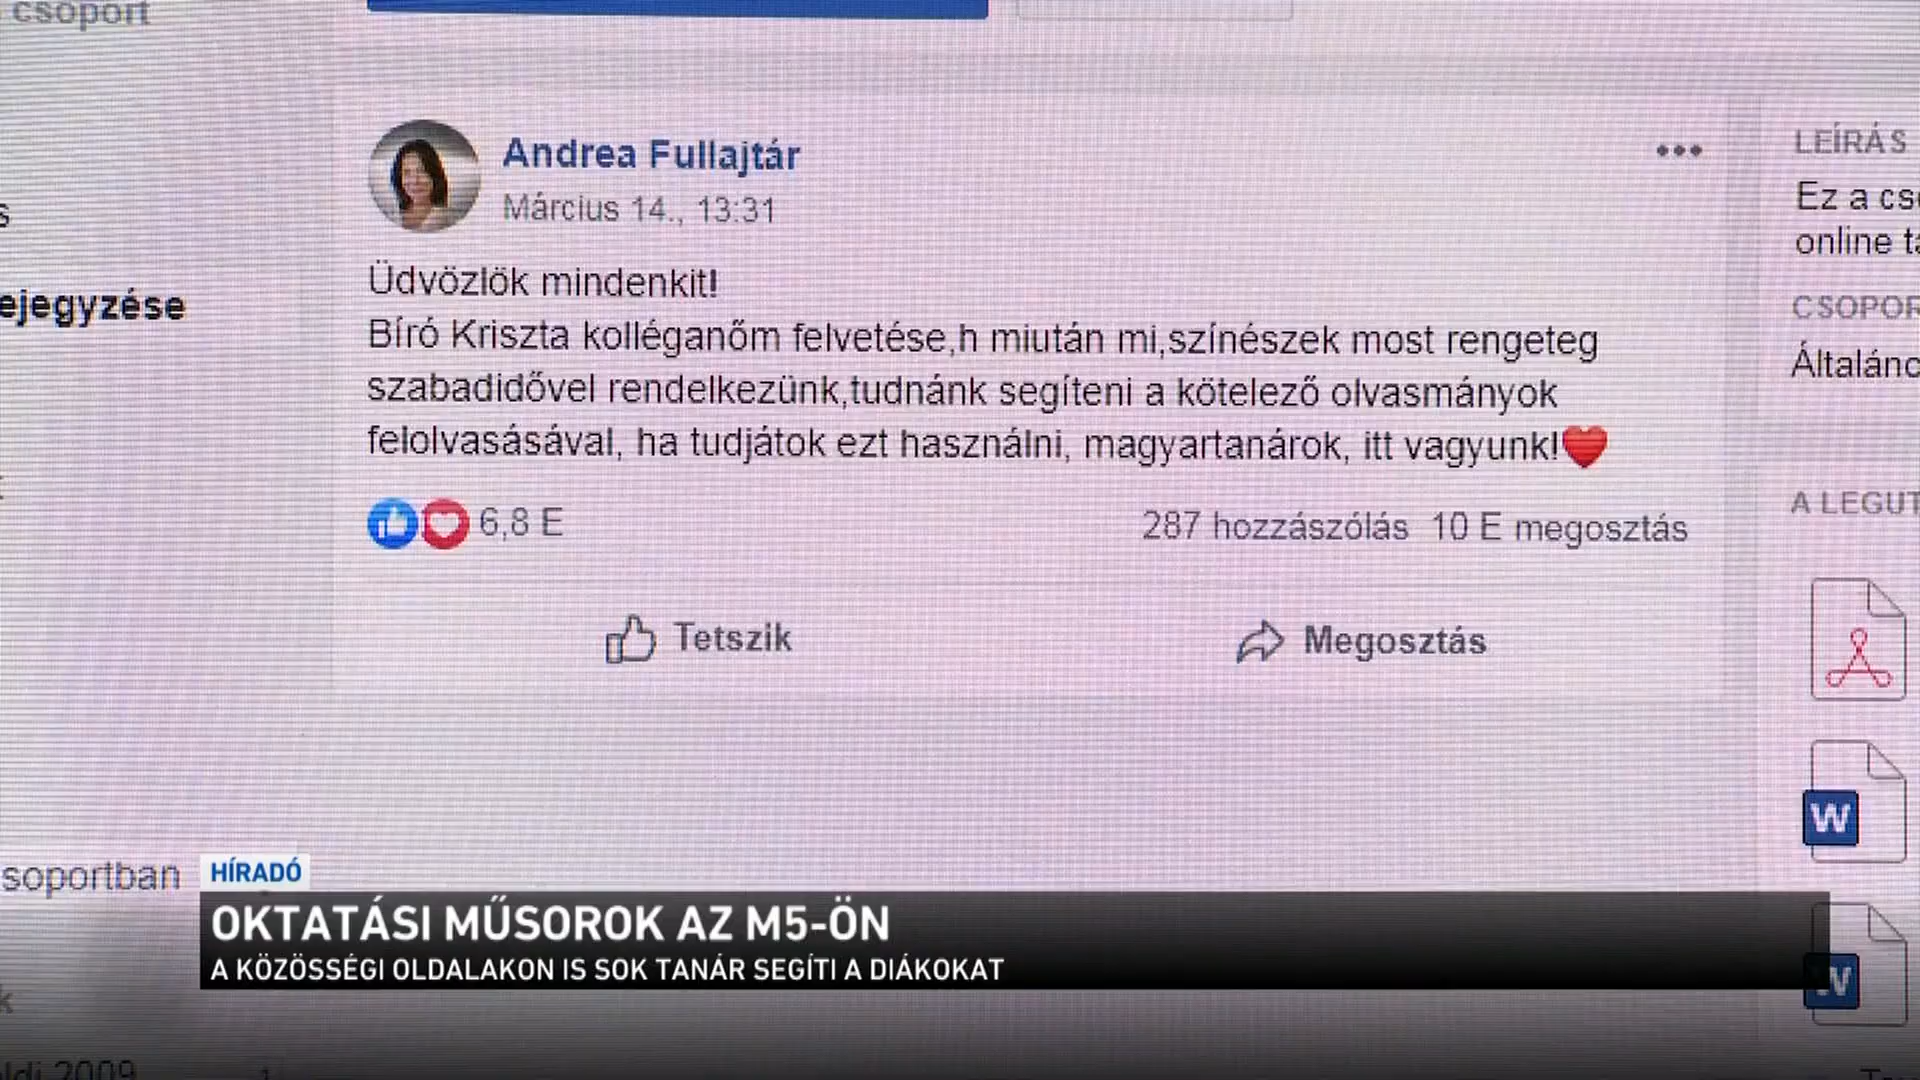 csoport
Andrea Fullajtár
Március 14., 13:31
Üdvözlök mindenkit!
Bíró Kriszta kolléganőm felvetése,h miután mi,színészek most rengeteg
szabadidővel rendelkezünk,tudnánk segíteni a kötelező olvasmányok
felolvasásával, ha tudjátok ezt használni, magyartanárok, itt vagyunk!❤
6,8 E
287 hozzászólás 10 E megosztás
Tetszik
Megosztás
ejegyzése
soportban
LEÍRÁS
Ez a cs
online t
CSOPOR
Általáno
A LEGUT
W
W
HÍRADÓ
OKTATÁSI MŰSOROK AZ M5-ÖN
A KÖZÖSSÉGI OLDALAKON IS SOK TANÁR SEGÍTI A DIÁKOKAT
2009